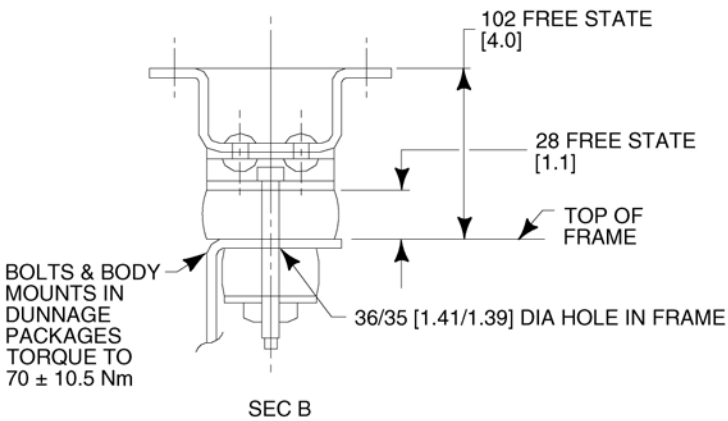 102 FREE STATE
[4.0]
28 FREE STATE
[1.1]
TOP OF
FRAME
BOLTS & BODY
MOUNTS IN
DUNNAGE
PACKAGES
TORQUE TO
70 ± 10.5 Nm
36/35 [1.41/1.39] DIA HOLE IN FRAME
SEC B